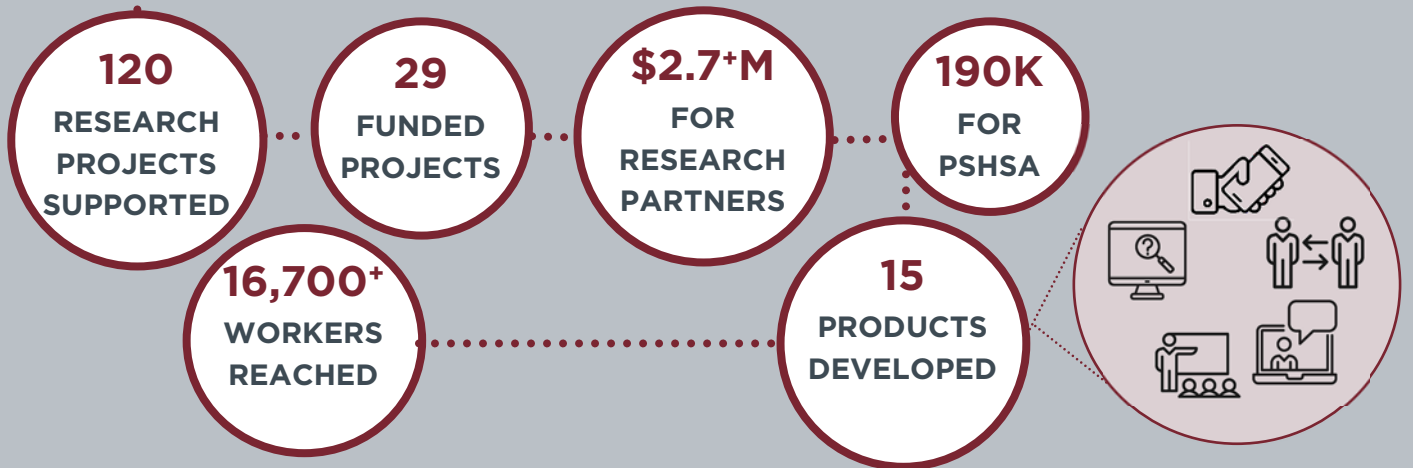 120
RESEARCH
PROJECTS
SUPPORTED
29
FUNDED
PROJECTS
$2.7+M
FOR
RESEARCH
PARTNERS
190K
FOR
PSHSA
?
16,700+
WORKERS
REACHED
15
PRODUCTS
DEVELOPED